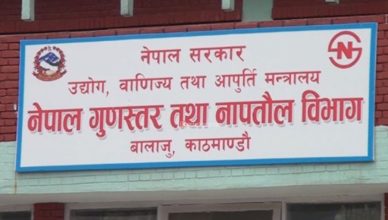 नेपाल सरकार
उद्योग, वाणिज्य तथा आपुर्ति मन्त्रालय
नेपाल गुणस्तर तथा नापतौल विभाग
बालाजु, काठमाण्डौ